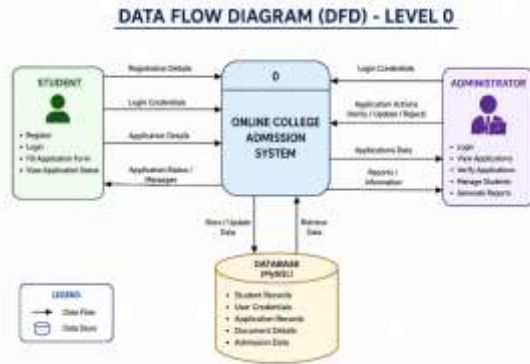 DATA FLOW DIAGRAM (DFD) - LEVEL 0
STUDENT
• Register
• Login
• Fill Application Form
• View Application Status
Registration Details
Login Credentials
Application Details
Application Status /
Messages
0
ONLINE COLLEGE
ADMISSION
SYSTEM
Login Credentials
Application Actions
(Verify / Update / Reject)
Applications Data
Reports /
Information
ADMINISTRATOR
• Login
• View Applications
• Verify Applications
• Manage Students
• Generate Reports
Store / Update
Data
Retrieve
Data
DATABASE
(MySQL)
• Student Records
• User Credentials
• Application Records
• Document Details
• Admission Data
LEGEND
Data Flow
Data Store